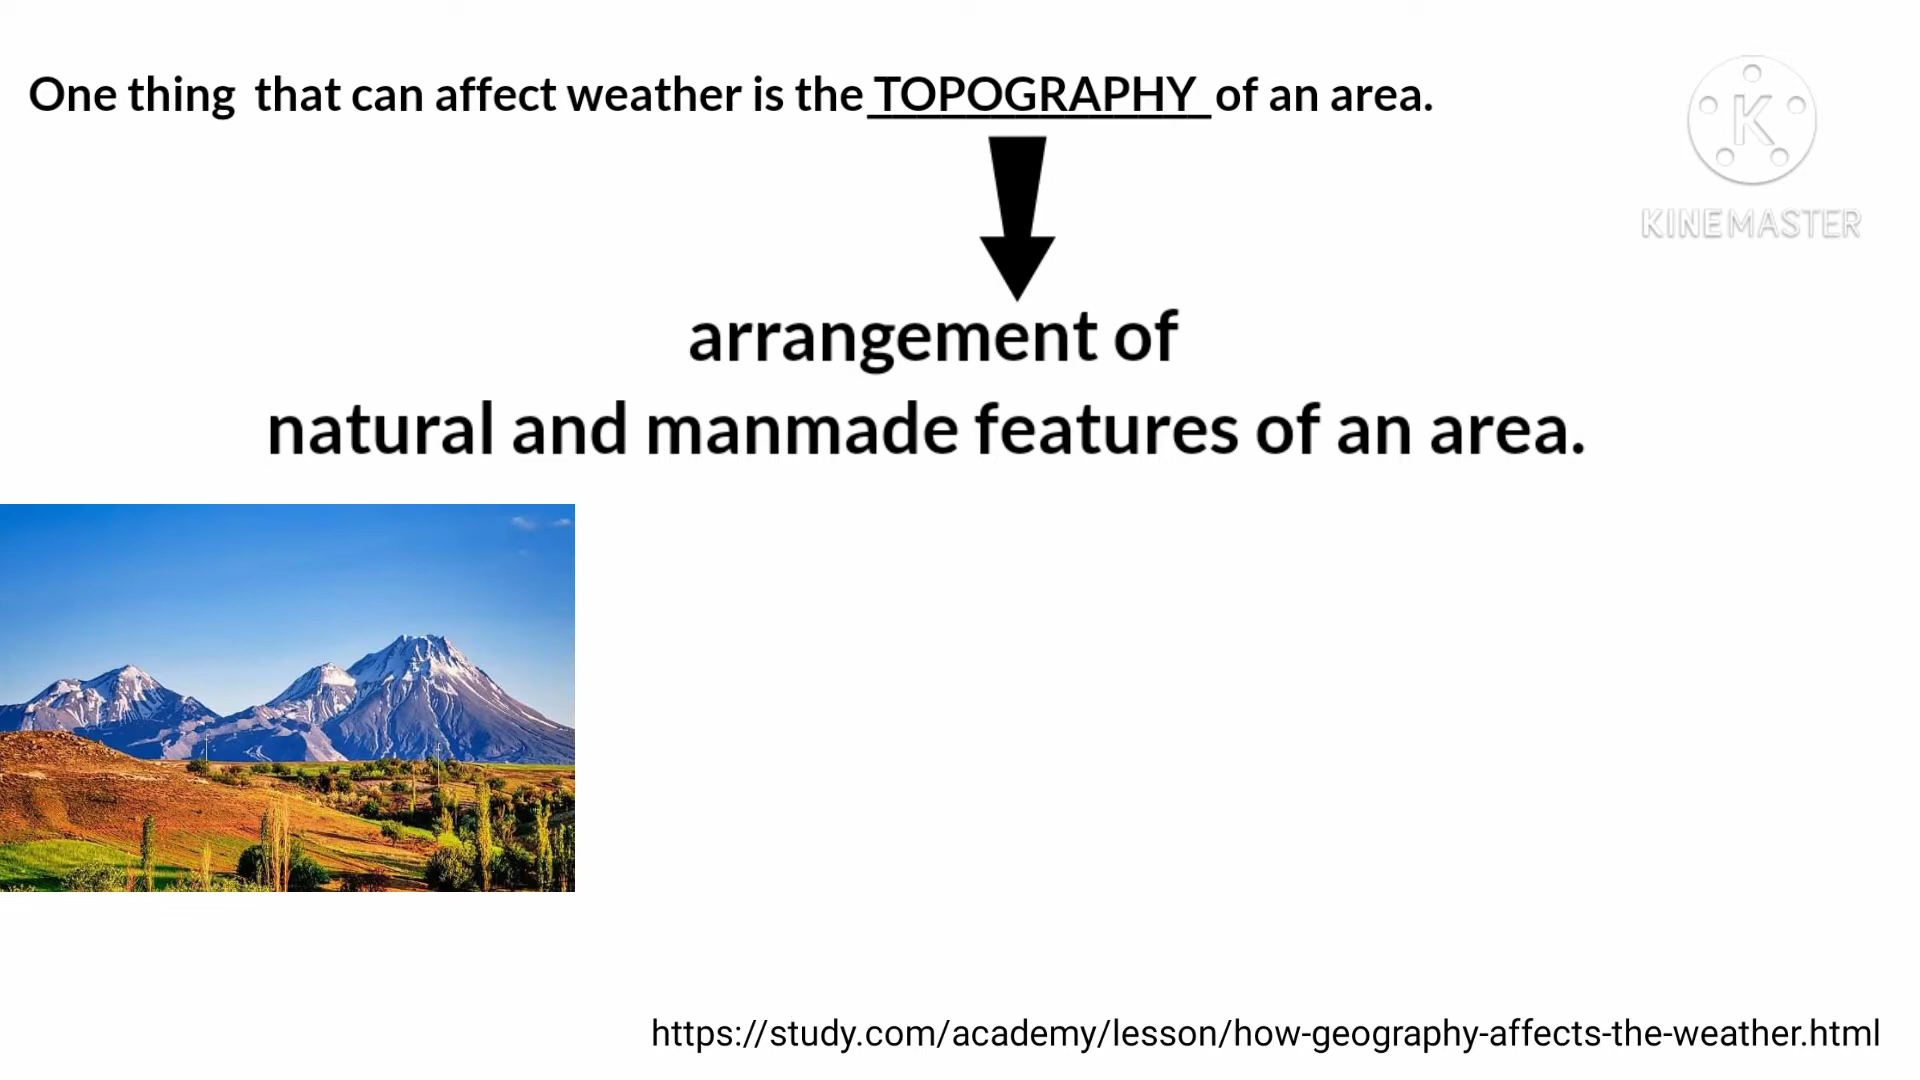 One thing that can affect weather is the TOPOGRAPHY of an area.
K
KINEMASTER
arrangement of
natural and manmade features of an area.
https://study.com/academy/lesson/how-geography-affects-the-weather.html